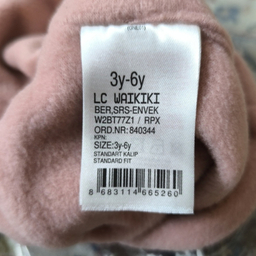 3y-6y
LC WAIKIKI
BER,SRS-ENVEK
W2BT77Z1 / RPX
ORD.NR: 840344
KPN:
SIZE:3y-6y
STANDART KALIP
STANDARD FIT
8 683114 665260